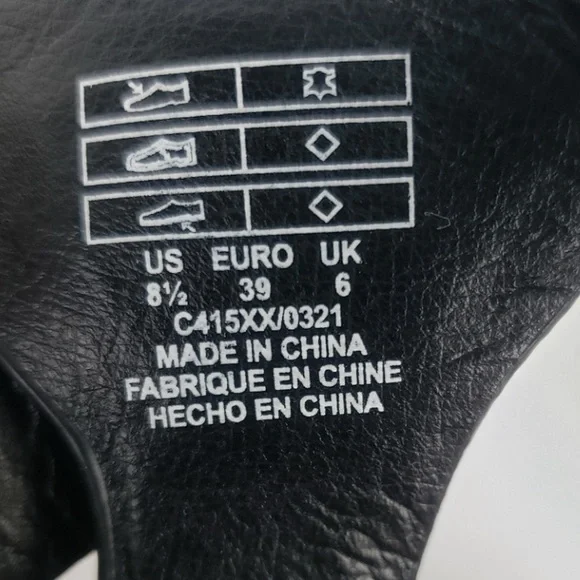 US EURO UK
8½ 39 6
C415XX/0321
MADE IN CHINA
FABRIQUE EN CHINE
HECHO EN CHINA